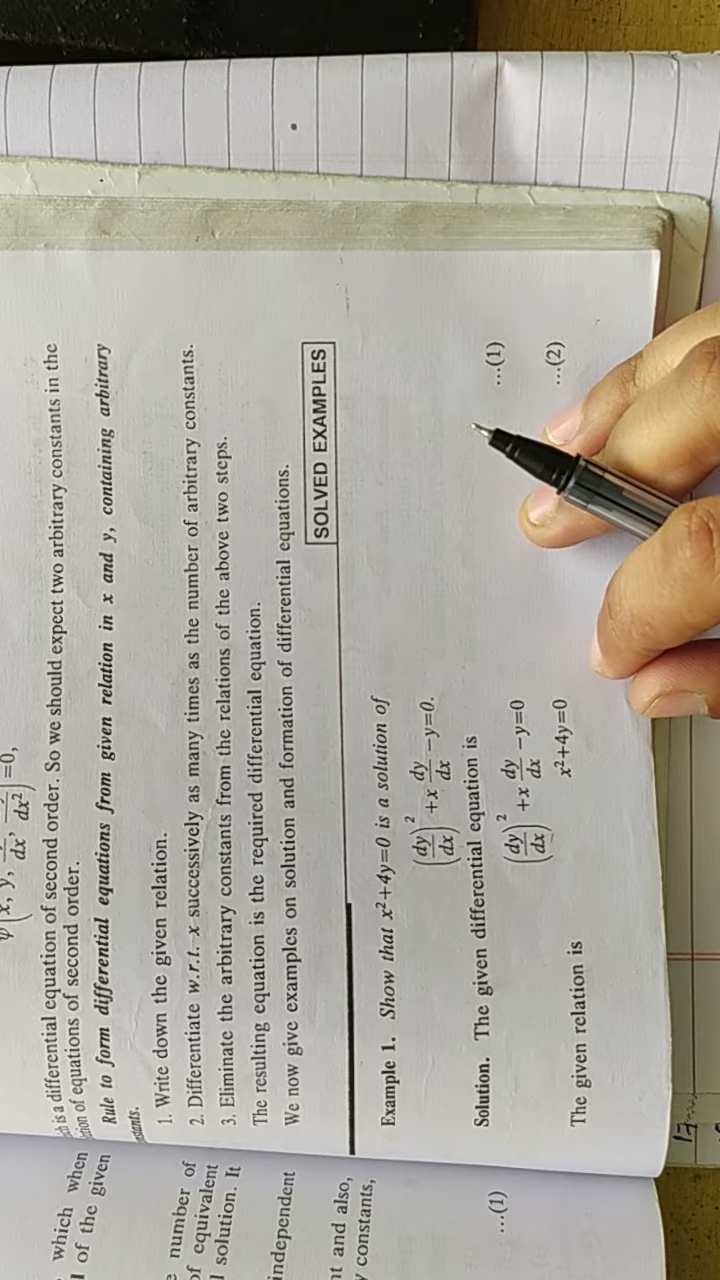 which when
l of the given
number of
of equivalent
l solution. It
independent
nt and also,
constants,
...(1)
ψ(x, y, dy/dx, /dx²)=0,
is a differential equation of second order. So we should expect two arbitrary constants in the
of equations of second order.
Rule to form differential equations from given relation in x and y, containing arbitrary
1. Write down the given relation.
2. Differentiate w.r.t. x successively as many times as the number of arbitrary constants.
3. Eliminate the arbitrary constants from the relations of the above two steps.
The resulting equation is the required differential equation.
We now give examples on solution and formation of differential equations.
SOLVED EXAMPLES
Example 1. Show that x²+4y=0 is a solution of
(dy/dx)²+x dy/dx−y=0.
Solution. The given differential equation is
(dy/dx)²+x dy/dx−y=0 ...(1)
The given relation is x²+4y=0 ...(2)